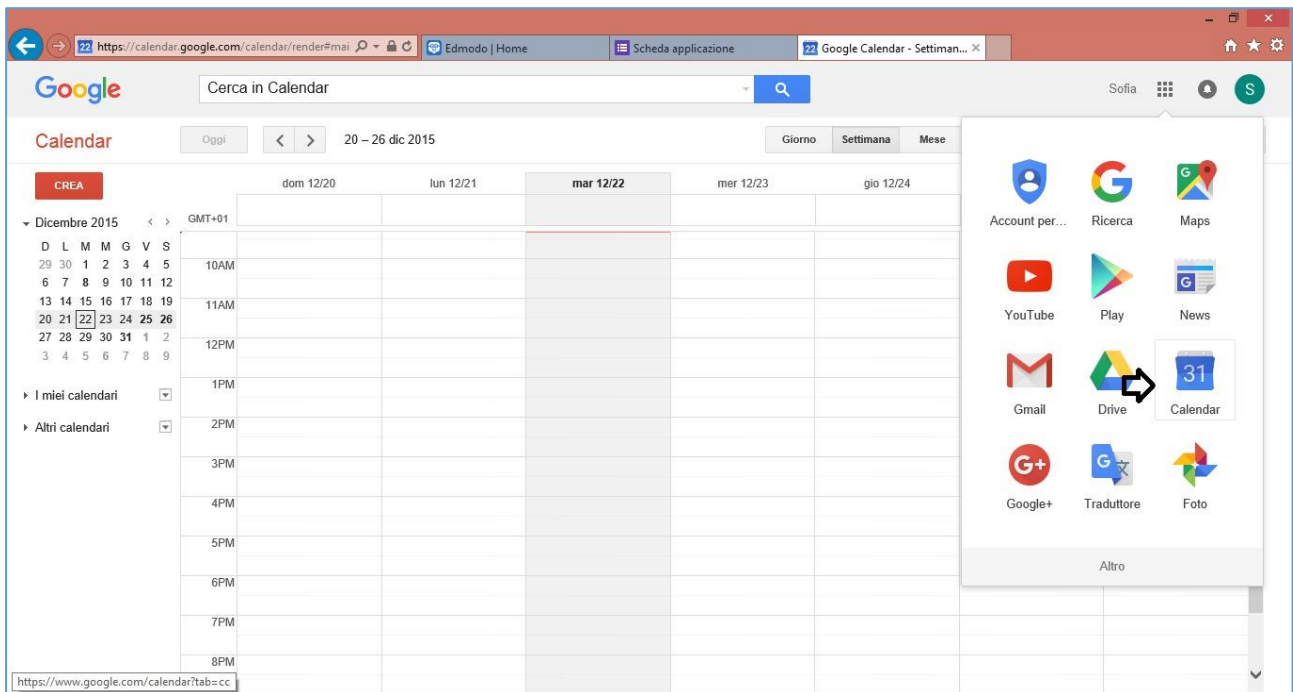 22 https://calendar.google.com/calendar/render#mai
Edmodo | Home
Scheda applicazione
22 Google Calendar - Settiman...
Google
Cerca in Calendar
Sofia
S
Calendar
Oggi
20 – 26 dic 2015
Giorno Settimana Mese
CREA
dom 12/20 lun 12/21 mar 12/22 mer 12/23 gio 12/24
GMT+01
Dicembre 2015
D L M M G V S
29 30 1 2 3 4 5
6 7 8 9 10 11 12
13 14 15 16 17 18 19
20 21 22 23 24 25 26
27 28 29 30 31 1 2
3 4 5 6 7 8 9
I miei calendari
Altri calendari
10AM
11AM
12PM
1PM
2PM
3PM
4PM
5PM
6PM
7PM
8PM
G G
Account per... Ricerca Maps
G
YouTube Play News
31
Gmail Drive Calendar
G+ G 文
Google+ Traduttore Foto
Altro
https://www.google.com/calendar?tab=cc